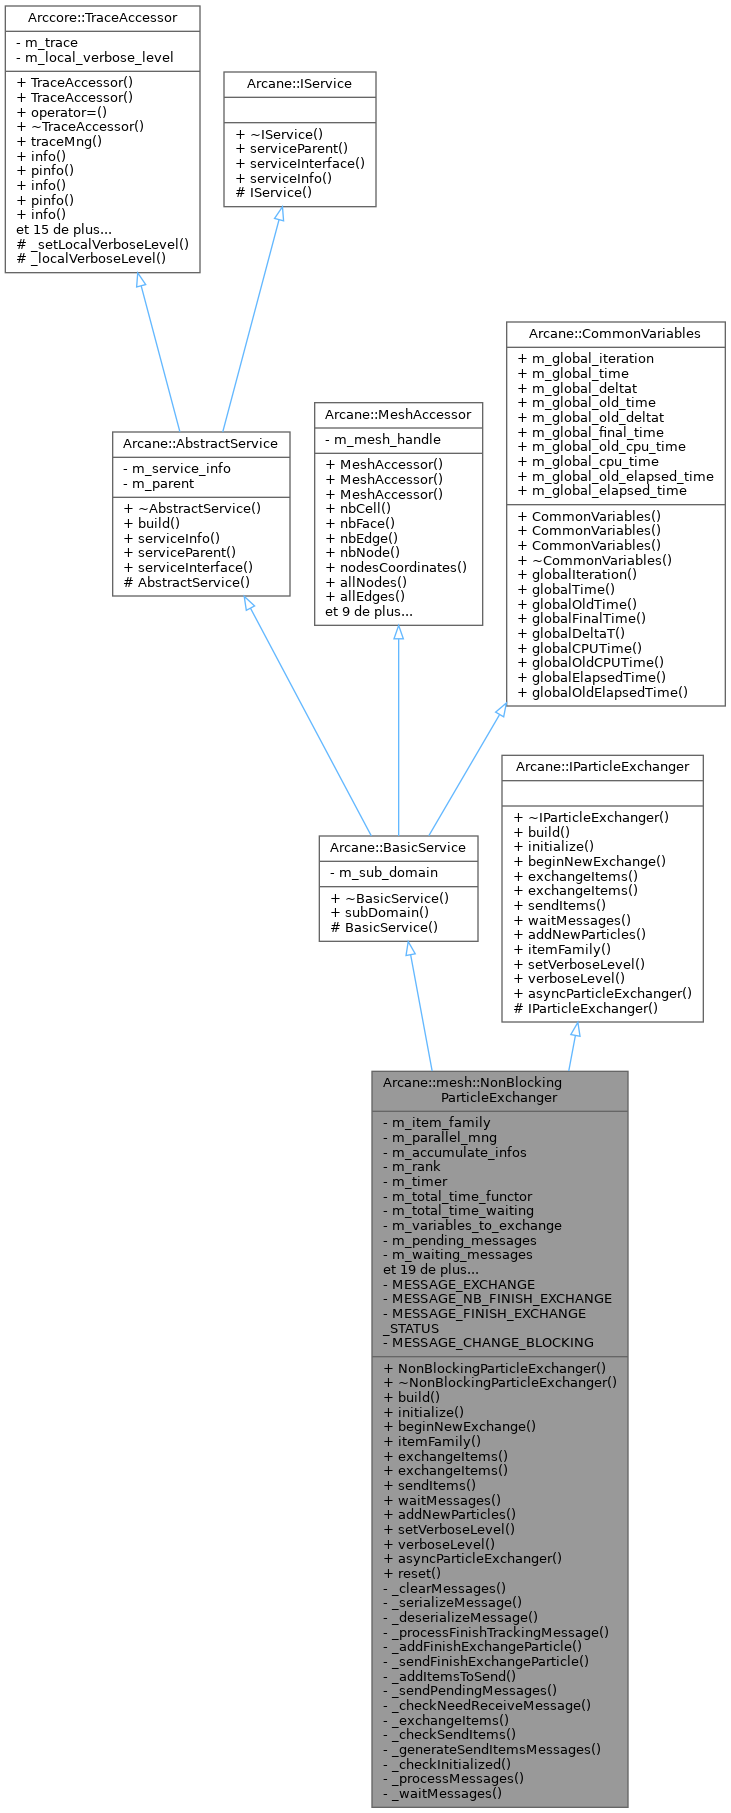 Arccore::TraceAccessor
- m_trace
- m_local_verbose_level
+ TraceAccessor()
+ TraceAccessor()
+ operator=()
+ ~TraceAccessor()
+ traceMng()
+ info()
+ pinfo()
+ info()
+ pinfo()
+ info()
et 15 de plus...
# _setLocalVerboseLevel()
# _localVerboseLevel()
Arcane::IService
+ ~IService()
+ serviceParent()
+ serviceInterface()
+ serviceInfo()
# IService()
Arcane::CommonVariables
+ m_global_iteration
+ m_global_time
+ m_global_deltat
+ m_global_old_time
+ m_global_old_deltat
+ m_global_final_time
+ m_global_old_cpu_time
+ m_global_cpu_time
+ m_global_old_elapsed_time
+ m_global_elapsed_time
+ CommonVariables()
+ CommonVariables()
+ CommonVariables()
+ ~CommonVariables()
+ globalIteration()
+ globalTime()
+ globalOldTime()
+ globalFinalTime()
+ globalDeltaT()
+ globalCPUTime()
+ globalOldCPUTime()
+ globalElapsedTime()
+ globalOldElapsedTime()
Arcane::MeshAccessor
- m_mesh_handle
+ MeshAccessor()
+ MeshAccessor()
+ MeshAccessor()
+ nbCell()
+ nbFace()
+ nbEdge()
+ nbNode()
+ nodesCoordinates()
+ allNodes()
+ allEdges()
et 9 de plus...
Arcane::AbstractService
- m_service_info
- m_parent
+ ~AbstractService()
+ build()
+ serviceInfo()
+ serviceParent()
+ serviceInterface()
# AbstractService()
Arcane::IParticleExchanger
+ ~IParticleExchanger()
+ build()
+ initialize()
+ beginNewExchange()
+ exchangeItems()
+ exchangeItems()
+ sendItems()
+ waitMessages()
+ addNewParticles()
+ itemFamily()
+ setVerboseLevel()
+ verboseLevel()
+ asyncParticleExchanger()
# IParticleExchanger()
Arcane::BasicService
- m_sub_domain
+ ~BasicService()
+ subDomain()
# BasicService()
Arcane::mesh::NonBlocking
ParticleExchanger
- m_item_family
- m_parallel_mng
- m_accumulate_infos
- m_rank
- m_timer
- m_total_time_functor
- m_total_time_waiting
- m_variables_to_exchange
- m_pending_messages
- m_waiting_messages
et 19 de plus...
- MESSAGE_EXCHANGE
- MESSAGE_NB_FINISH_EXCHANGE
- MESSAGE_FINISH_EXCHANGE
_STATUS
- MESSAGE_CHANGE_BLOCKING
+ NonBlockingParticleExchanger()
+ ~NonBlockingParticleExchanger()
+ build()
+ initialize()
+ beginNewExchange()
+ itemFamily()
+ exchangeItems()
+ exchangeItems()
+ sendItems()
+ waitMessages()
+ addNewParticles()
+ setVerboseLevel()
+ verboseLevel()
+ asyncParticleExchanger()
+ reset()
- _clearMessages()
- _serializeMessage()
- _deserializeMessage()
- _processFinishTrackingMessage()
- _addFinishExchangeParticle()
- _sendFinishExchangeParticle()
- _addItemsToSend()
- _sendPendingMessages()
- _checkNeedReceiveMessage()
- _exchangeItems()
- _checkSendItems()
- _generateSendItemsMessages()
- _checkInitialized()
- _processMessages()
- _waitMessages()